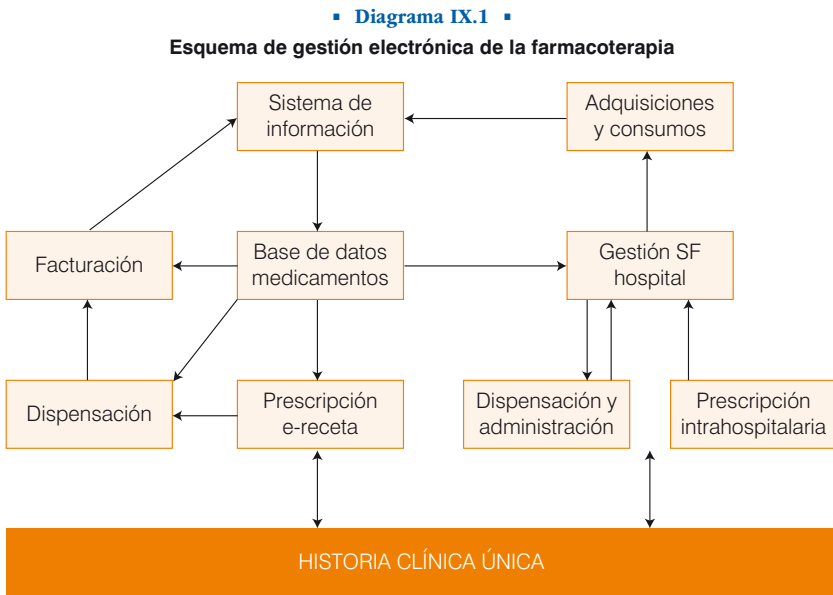 ▪ Diagrama IX.1 ▪
Esquema de gestión electrónica de la farmacoterapia
Sistema de
información
Adquisiciones
y consumos
Facturación
Base de datos
medicamentos
Gestión SF
hospital
Dispensación
Prescripción
e-receta
Dispensación y
administración
Prescripción
intrahospitalaria
HISTORIA CLÍNICA ÚNICA